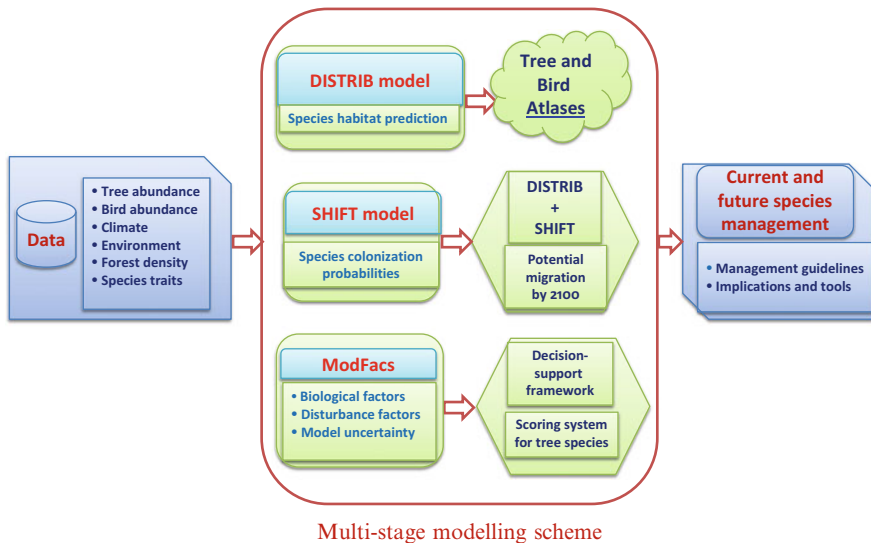 Data
• Tree abundance
• Bird abundance
• Climate
• Environment
• Forest density
• Species traits
DISTRIB model
Species habitat prediction
Tree and
Bird
Atlases
SHIFT model
Species colonization
probabilities
DISTRIB
+
SHIFT
Potential
migration
by 2100
ModFacs
• Biological factors
• Disturbance factors
• Model uncertainty
Decision-
support
framework
Scoring system
for tree species
Current and
future species
management
• Management guidelines
• Implications and tools
Multi-stage modelling scheme